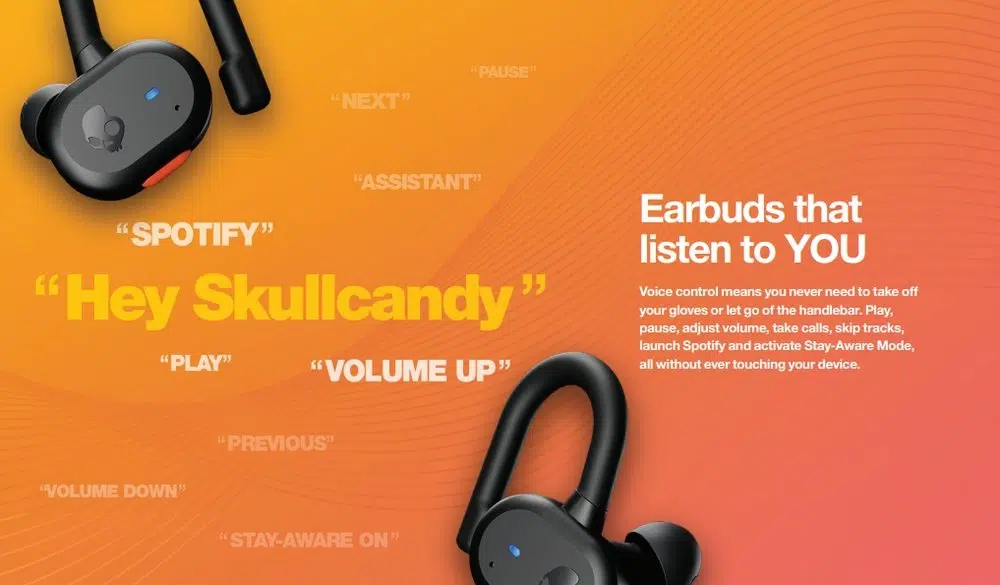 “PAUSE”
“NEXT”
“ASSISTANT”
“SPOTIFY”
“Hey Skullcandy”
“PLAY”
“VOLUME UP”
“PREVIOUS”
“VOLUME DOWN”
“STAY-AWARE ON”
Earbuds that
listen to YOU
Voice control means you never need to take off
your gloves or let go of the handlebar. Play,
pause, adjust volume, take calls, skip tracks,
launch Spotify and activate Stay-Aware Mode,
all without ever touching your device.